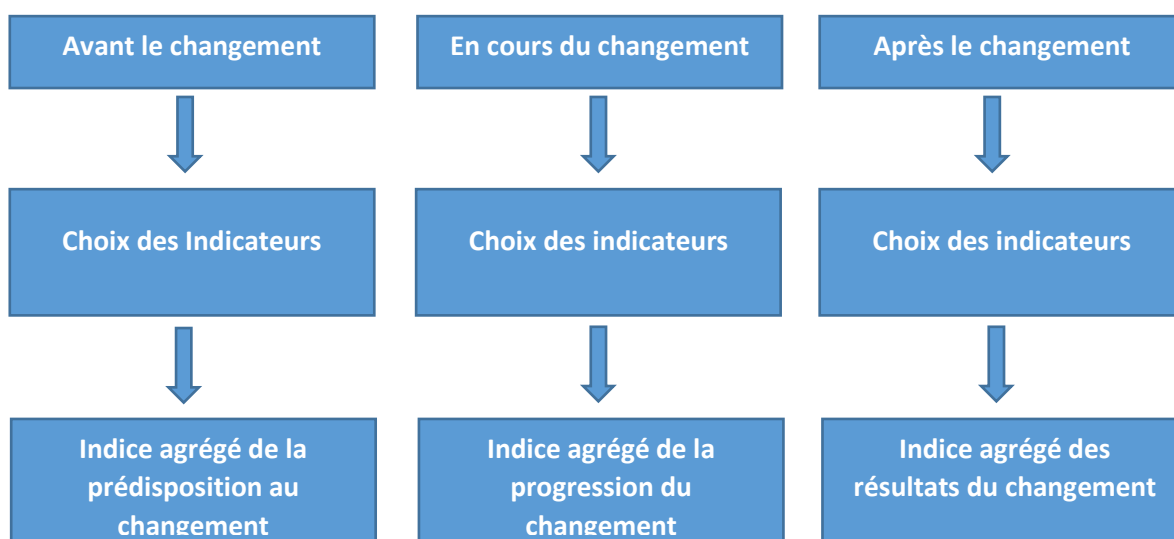 Avant le changement
En cours du changement
Après le changement
Choix des Indicateurs
Choix des indicateurs
Choix des indicateurs
Indice agrégé de la
prédisposition au
changement
Indice agrégé de la
progression du
changement
Indice agrégé des
résultats du changement